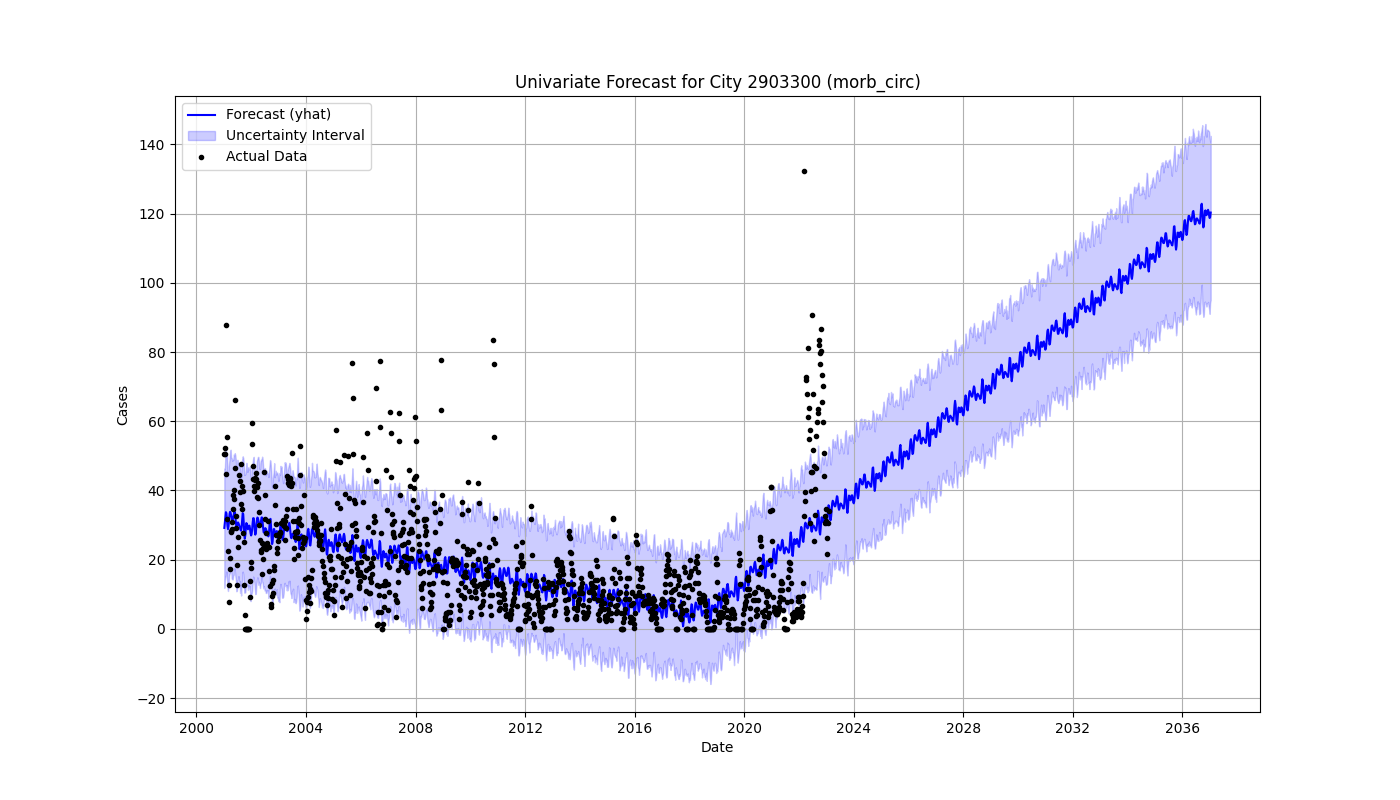 Univariate Forecast for City 2903300 (morb_circ)
Forecast (yhat)
Uncertainty Interval
Actual Data
Cases
140
120
100
80
60
40
20
0
−20
2000 2004 2008 2012 2016 2020 2024 2028 2032 2036
Date